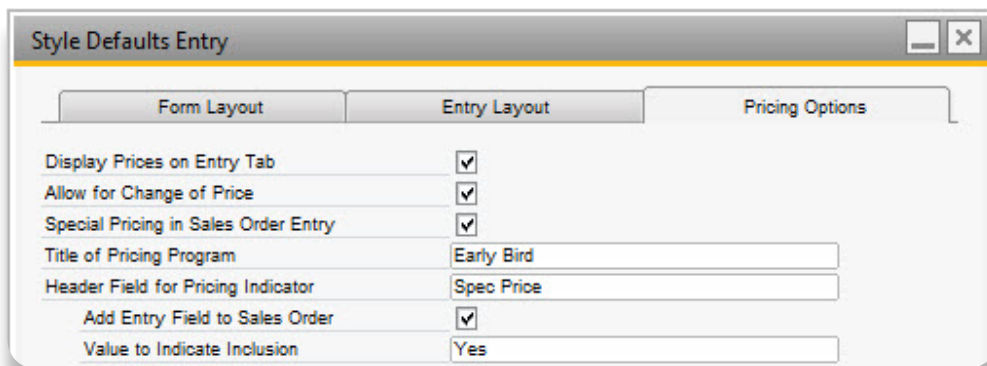 Style Defaults Entry
Form Layout Entry Layout Pricing Options
Display Prices on Entry Tab
Allow for Change of Price
Special Pricing in Sales Order Entry
Title of Pricing Program Early Bird
Header Field for Pricing Indicator Spec Price
Add Entry Field to Sales Order
Value to Indicate Inclusion Yes